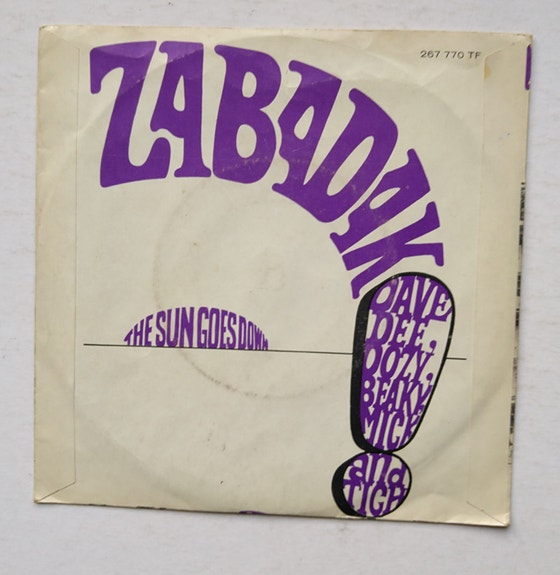 267 770 TF
ZABADAK
THE SUN GOES DOWN
DAVE
DEE,
DOZY,
BEAKY,
MICK
and
TICH